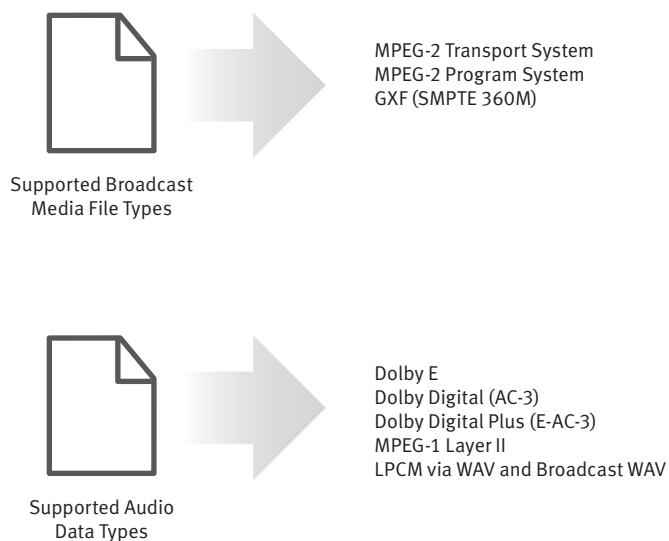 MPEG-2 Transport System
MPEG-2 Program System
GXF (SMPTE 360M)
Supported Broadcast
Media File Types
Dolby E
Dolby Digital (AC-3)
Dolby Digital Plus (E-AC-3)
MPEG-1 Layer II
LPCM via WAV and Broadcast WAV
Supported Audio
Data Types